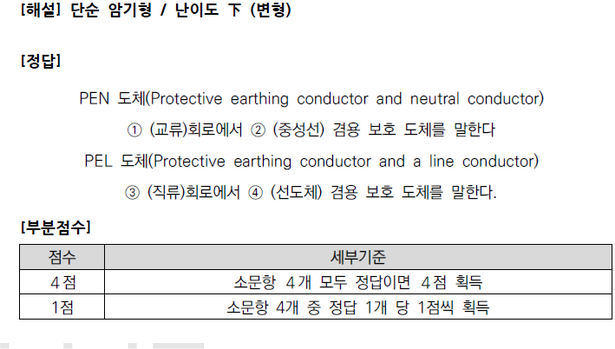 [해설] 단순 암기형 / 난이도 下 (변형)
[정답]
PEN 도체(Protective earthing conductor and neutral conductor)
① (교류)회로에서 ② (중성선) 겸용 보호 도체를 말한다
PEL 도체(Protective earthing conductor and a line conductor)
③ (직류)회로에서 ④ (선도체) 겸용 보호 도체를 말한다.
[부분점수]
점수 세부기준
4점 소문항 4개 모두 정답이면 4점 획득
1점 소문항 4개 중 정답 1개 당 1점씩 획득